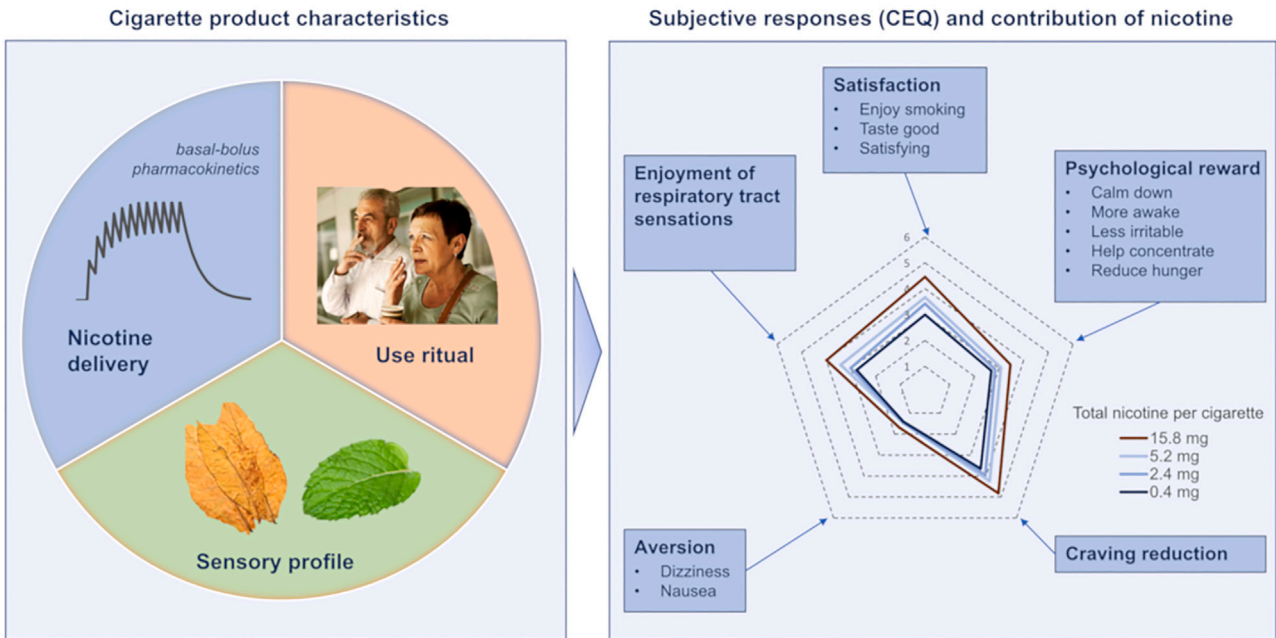 Cigarette product characteristics
basal-bolus
pharmacokinetics
Nicotine
delivery
Use ritual
Sensory profile
Subjective responses (CEQ) and contribution of nicotine
Satisfaction
• Enjoy smoking
• Taste good
• Satisfying
Enjoyment of
respiratory tract
sensations
Psychological reward
• Calm down
• More awake
• Less irritable
• Help concentrate
• Reduce hunger
6
5
4
3
2
1
Total nicotine per cigarette
15.8 mg
5.2 mg
2.4 mg
0.4 mg
Aversion
• Dizziness
• Nausea
Craving reduction